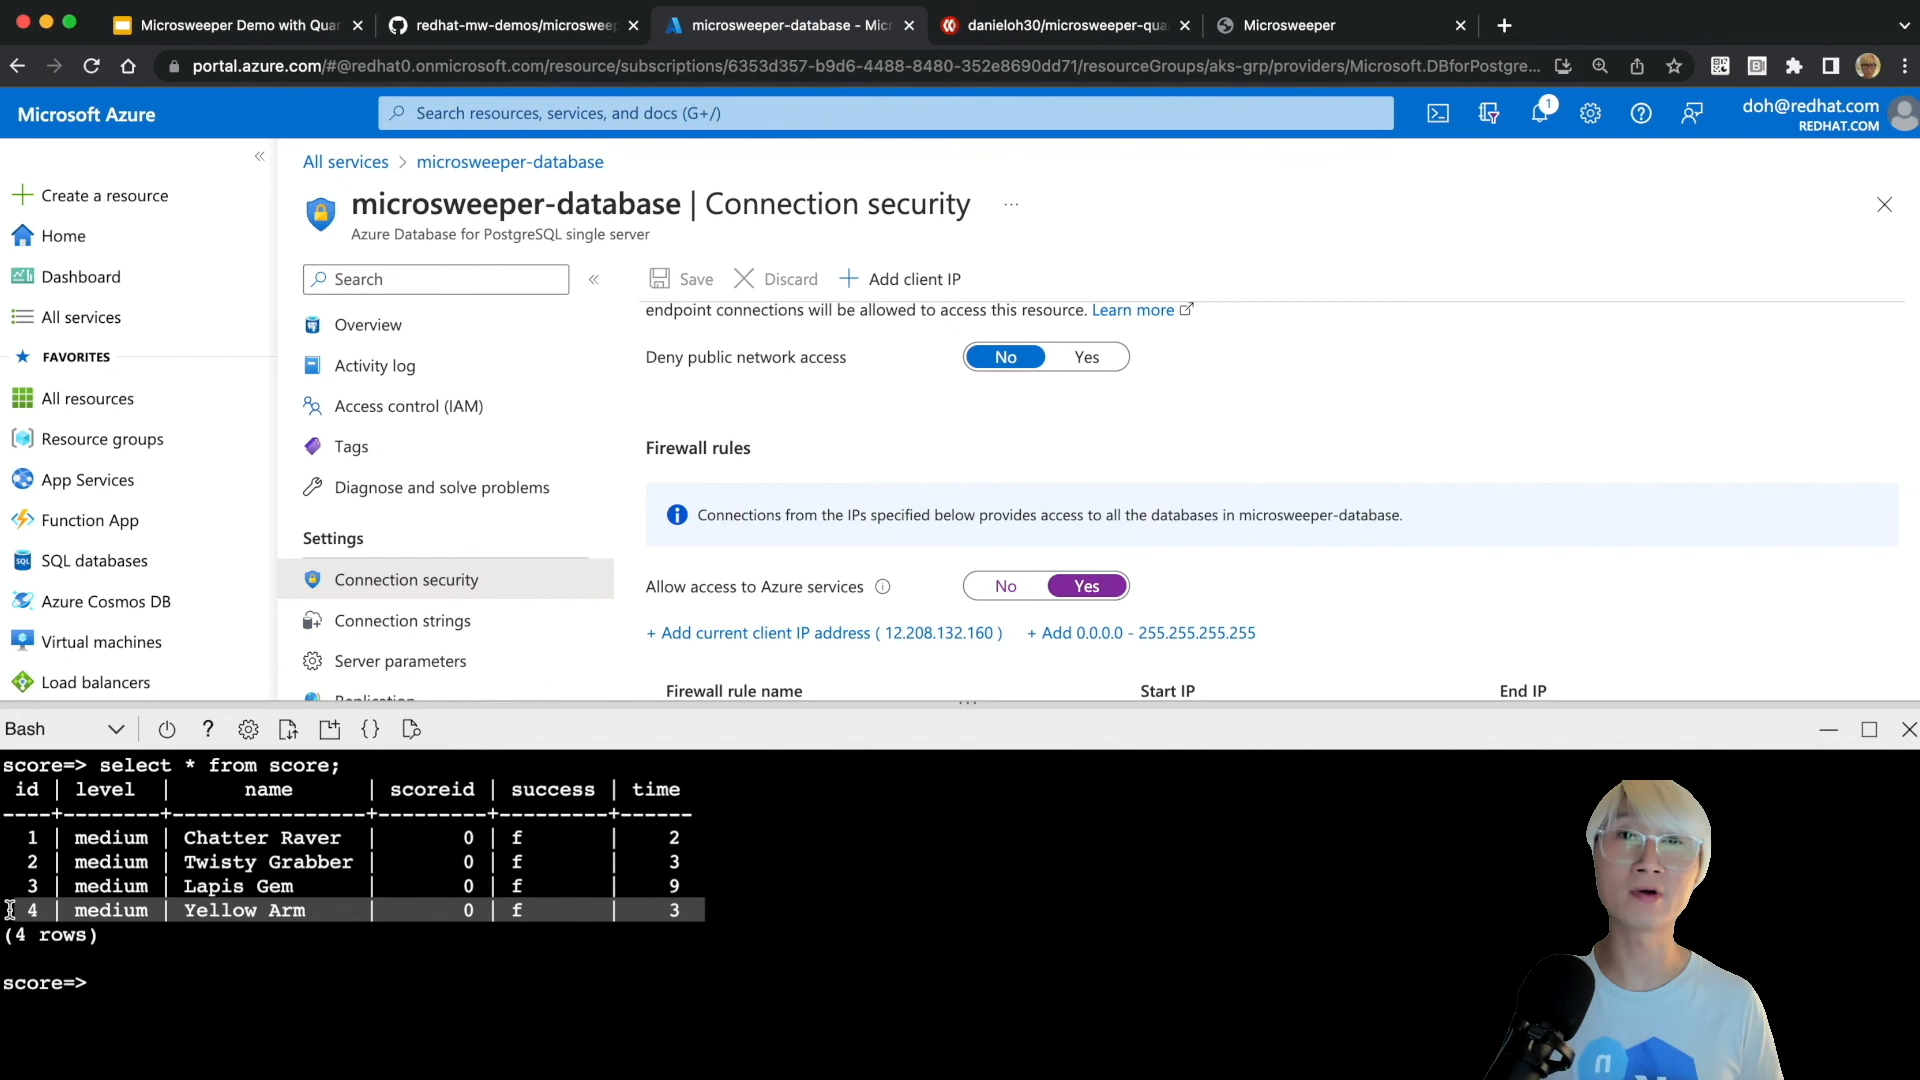 Microsweeper Demo with Quar
redhat-mw-demos/microsweep
microsweeper-database - Micr
danieloh30/microsweeper-qua
Microsweeper
portal.azure.com/#@redhat0.onmicrosoft.com/resource/subscriptions/6353d357-b9d6-4488-8480-352e8690dd71/resourceGroups/aks-grp/providers/Microsoft.DBforPostgre...
Microsoft Azure
Search resources, services, and docs (G+/)
1
doh@redhat.com
REDHAT.COM
All services > microsweeper-database
Create a resource
Home
Dashboard
All services
FAVORITES
All resources
Resource groups
App Services
Function App
SQL databases
Azure Cosmos DB
Virtual machines
Load balancers
microsweeper-database | Connection security
...
Azure Database for PostgreSQL single server
Search
Overview
Activity log
Access control (IAM)
Tags
Diagnose and solve problems
Settings
Connection security
Connection strings
Server parameters
Replication
Save
Discard
Add client IP
endpoint connections will be allowed to access this resource. Learn more
Deny public network access
No Yes
Firewall rules
Connections from the IPs specified below provides access to all the databases in microsweeper-database.
Allow access to Azure services
No Yes
+ Add current client IP address ( 12.208.132.160 )
+ Add 0.0.0.0 - 255.255.255.255
Firewall rule name
Start IP
End IP
Bash
score=> select * from score;
id | level | name | scoreid | success | time
----+--------+----------------+---------+---------+------
1 | medium | Chatter Raver | 0 | f | 2
2 | medium | Twisty Grabber | 0 | f | 3
3 | medium | Lapis Gem | 0 | f | 9
4 | medium | Yellow Arm | 0 | f | 3
(4 rows)
score=>